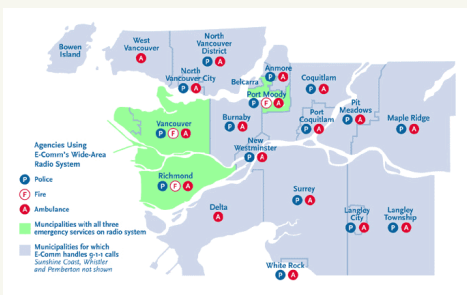 Bowen
Island
West
Vancouver
A
North
Vancouver
District
P A
North
Vancouver City
P A
Belcarra
Anmore
P A
Port Moody
P F A
Coquitlam
P A
Vancouver
P F A
Burnaby
P A
Port
Coquitlam
P A
Pit
Meadows
P A
Maple Ridge
P A
New
Westminster
P A
Richmond
P F A
Delta
A
Surrey
P A
Langley
City
P A
Langley
Township
P A
White Rock
P A
Agencies Using
E-Comm's Wide-Area
Radio System
P Police
F Fire
A Ambulance
Muncipalities with all three
emergency services on radio system
Municipalities for which
E-Comm handles 9-1-1 calls
Sunshine Coast, Whistler
and Pemberton not shown